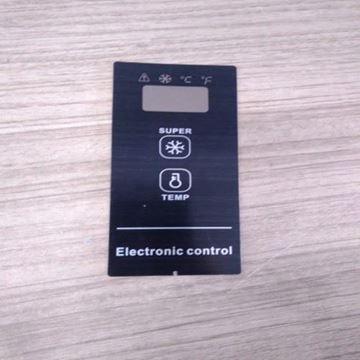 °C °F
SUPER
TEMP
Electronic control